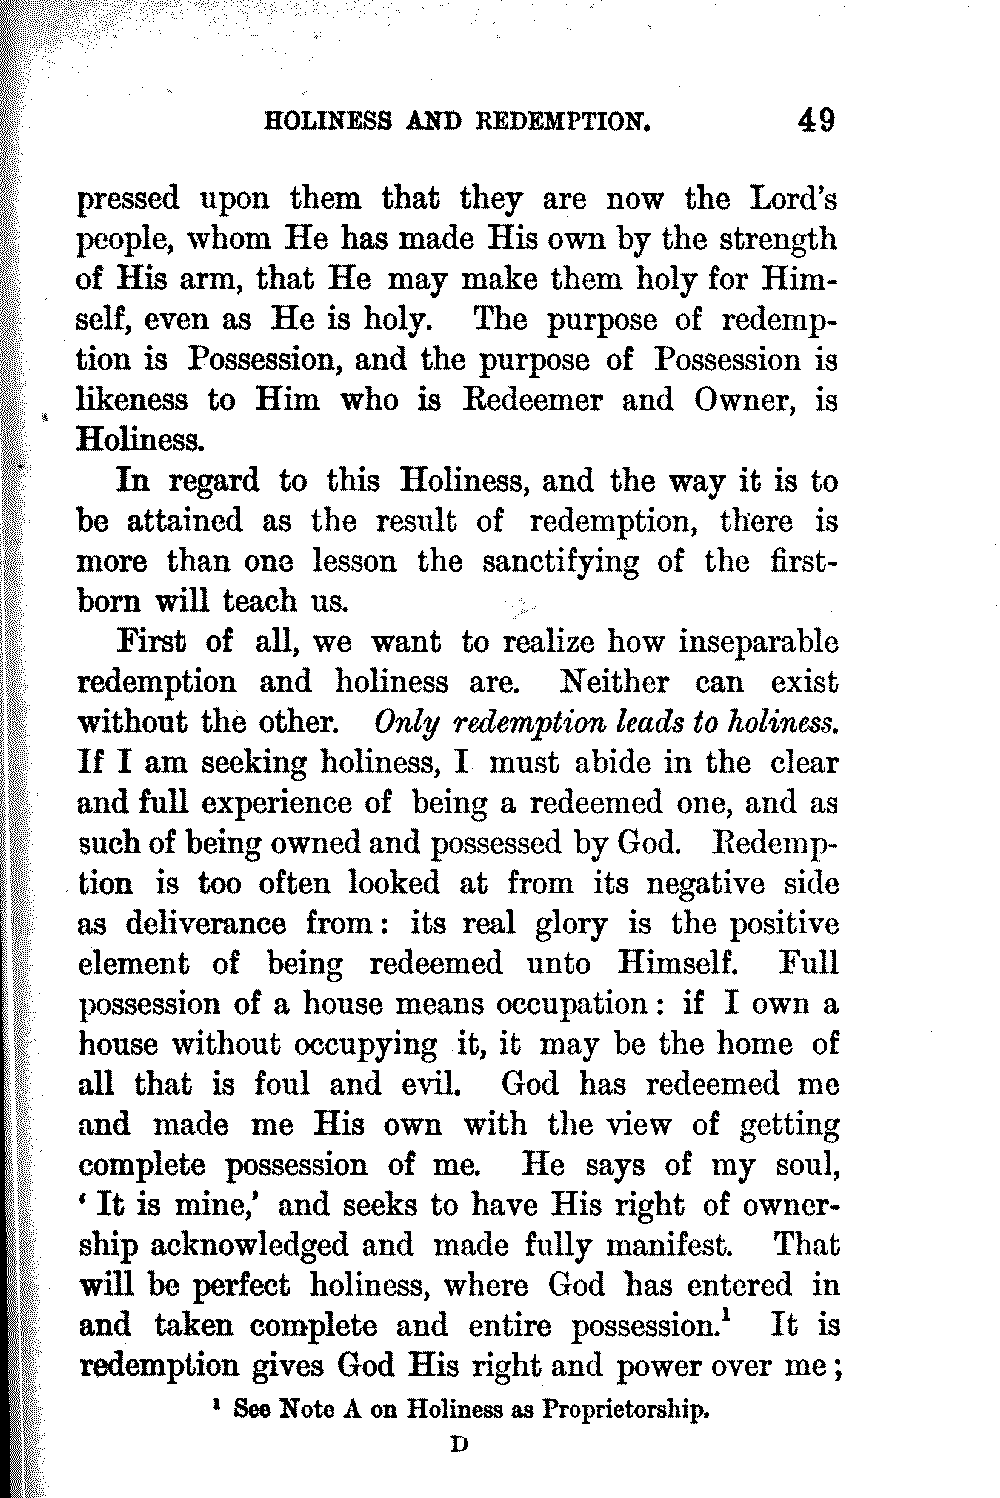 HOLINESS AND REDEMPTION. 49
pressed upon them that they are now the Lord's
people, whom He has made His own by the strength
of His arm, that He may make them holy for Him-
self, even as He is holy. The purpose of redemp-
tion is Possession, and the purpose of Possession is
likeness to Him who is Redeemer and Owner, is
Holiness.
In regard to this Holiness, and the way it is to
be attained as the result of redemption, there is
more than one lesson the sanctifying of the first-
born will teach us.
First of all, we want to realize how inseparable
redemption and holiness are. Neither can exist
without the other. Only redemption leads to holiness.
If I am seeking holiness, I must abide in the clear
and full experience of being a redeemed one, and as
such of being owned and possessed by God. Redemp-
tion is too often looked at from its negative side
as deliverance from: its real glory is the positive
element of being redeemed unto Himself. Full
possession of a house means occupation: if I own a
house without occupying it, it may be the home of
all that is foul and evil. God has redeemed me
and made me His own with the view of getting
complete possession of me. He says of my soul,
‘It is mine,’ and seeks to have His right of owner-
ship acknowledged and made fully manifest. That
will be perfect holiness, where God has entered in
and taken complete and entire possession.¹ It is
redemption gives God His right and power over me;
¹ See Note A on Holiness as Proprietorship.
D